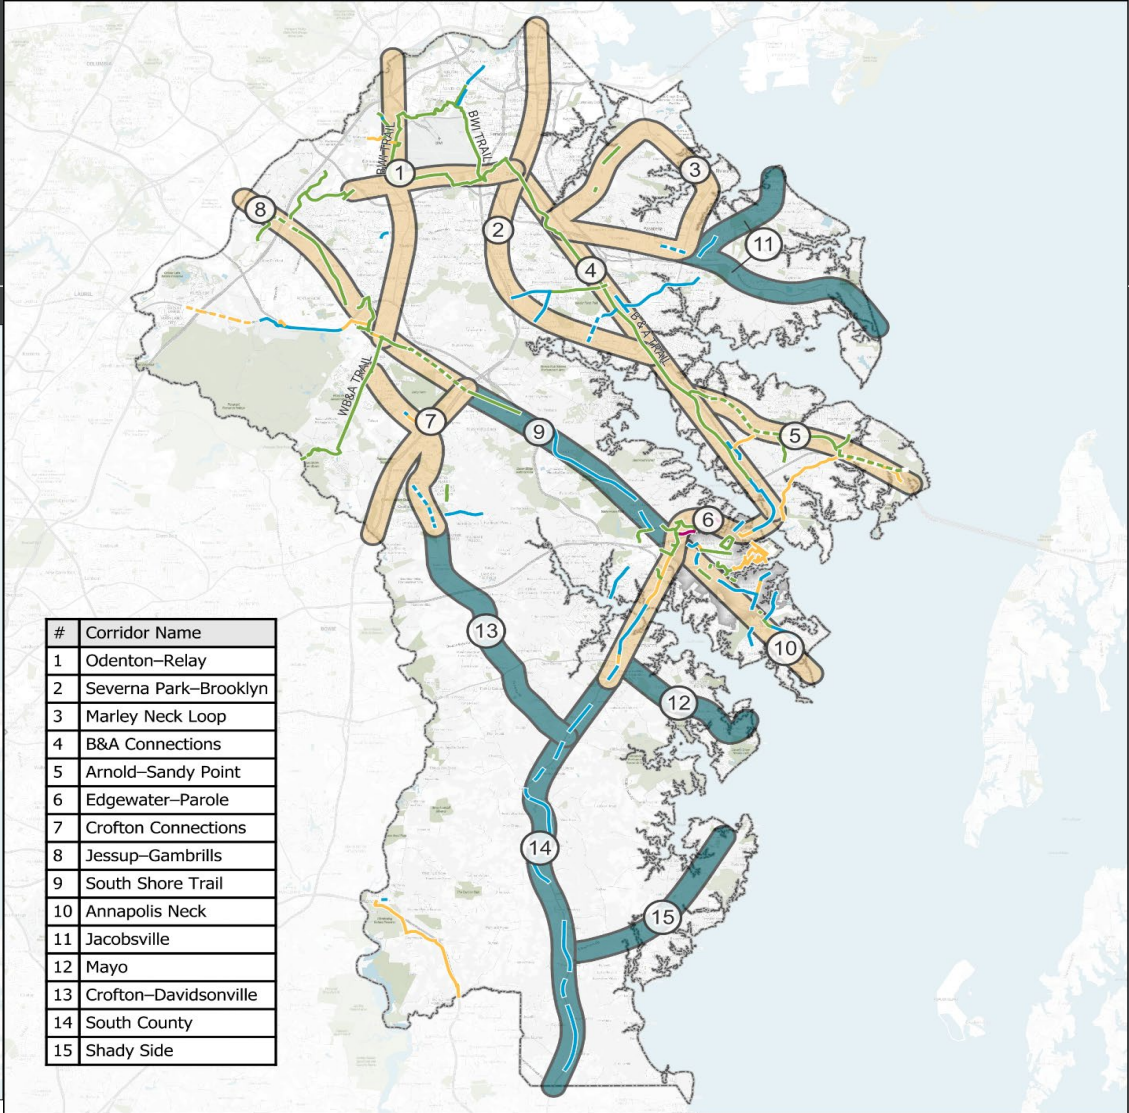 BWI TRAIL
BWI TRAIL
1
3
8
2
11
4
B & A TRAIL
WB&A TRAIL
7
9
5
6
13
10
12
14
15
# Corridor Name
1 Odenton–Relay
2 Severna Park–Brooklyn
3 Marley Neck Loop
4 B&A Connections
5 Arnold–Sandy Point
6 Edgewater–Parole
7 Crofton Connections
8 Jessup–Gambrills
9 South Shore Trail
10 Annapolis Neck
11 Jacobsville
12 Mayo
13 Crofton–Davidsonville
14 South County
15 Shady Side